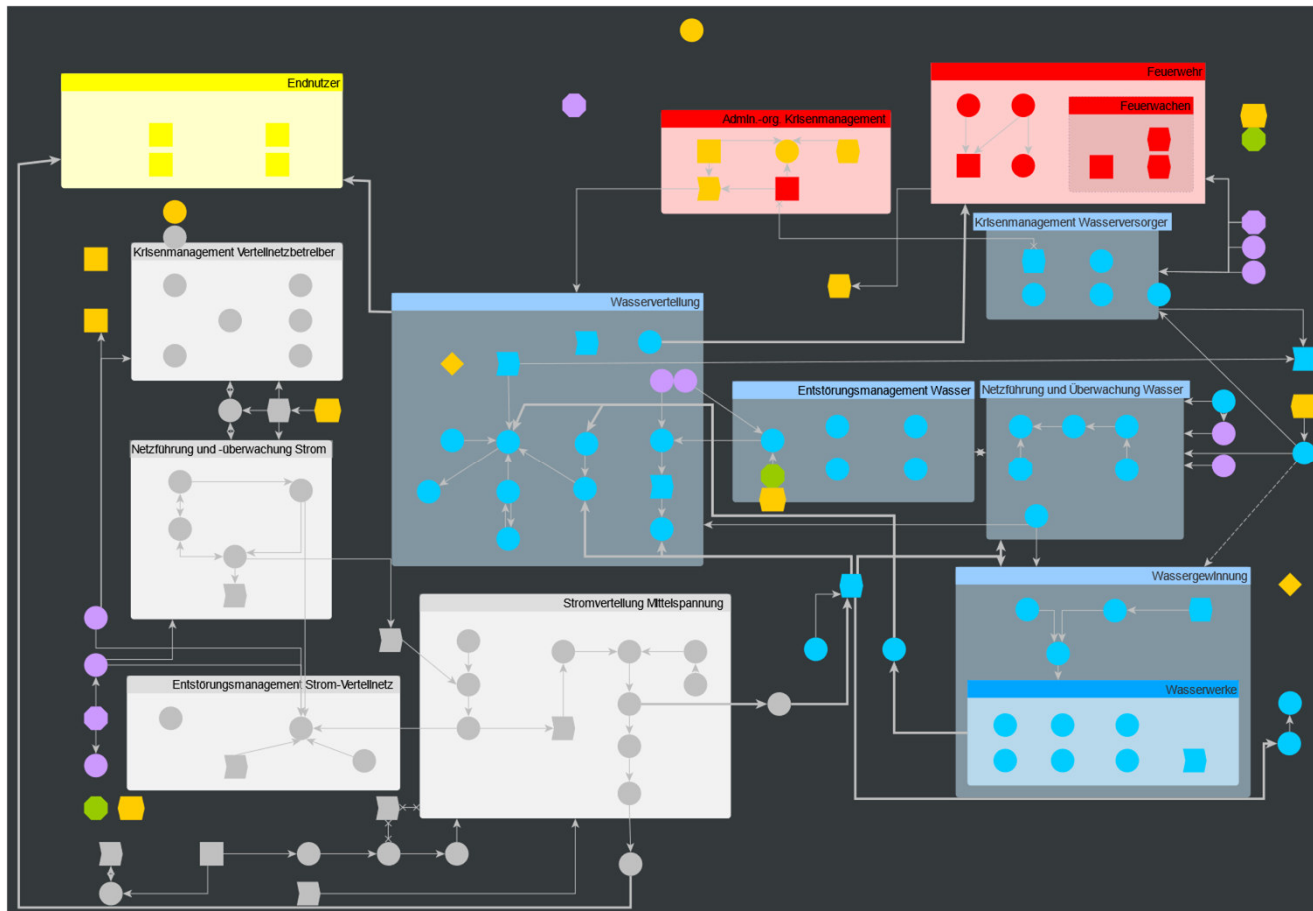 Endnutzer
Feuerwehr
Feuerwachen
Admin.-org. Krisenmanagement
Krisenmanagement Wasserversorger
Krisenmanagement Verteilnetzbetreiber
Wasserverteilung
Entstörungsmanagement Wasser
Netzführung und Überwachung Wasser
Netzführung und -überwachung Strom
Wassergewinnung
Stromverteilung Mittelspannung
Entstörungsmanagement Strom-Verteilnetz
Wasserwerke